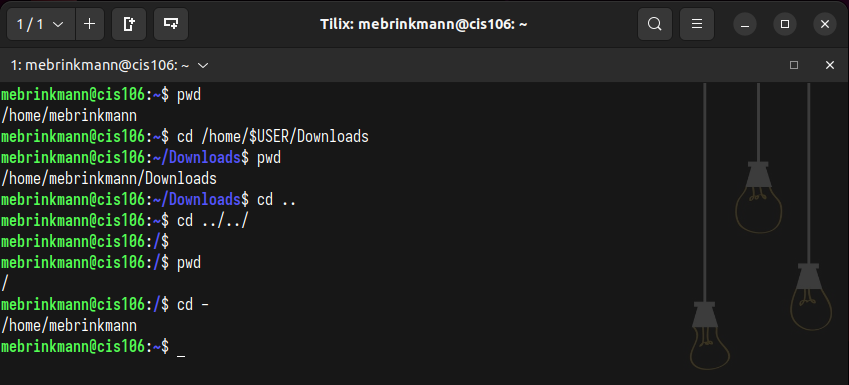 1 / 1
Tilix: mebrinkmann@cis106: ~
1: mebrinkmann@cis106: ~
mebrinkmann@cis106:~$ pwd
/home/mebrinkmann
mebrinkmann@cis106:~$ cd /home/$USER/Downloads
mebrinkmann@cis106:~/Downloads$ pwd
/home/mebrinkmann/Downloads
mebrinkmann@cis106:~/Downloads$ cd ..
mebrinkmann@cis106:~$ cd ../../
mebrinkmann@cis106:/$
mebrinkmann@cis106:/$ pwd
/
mebrinkmann@cis106:/$ cd -
/home/mebrinkmann
mebrinkmann@cis106:~$ _